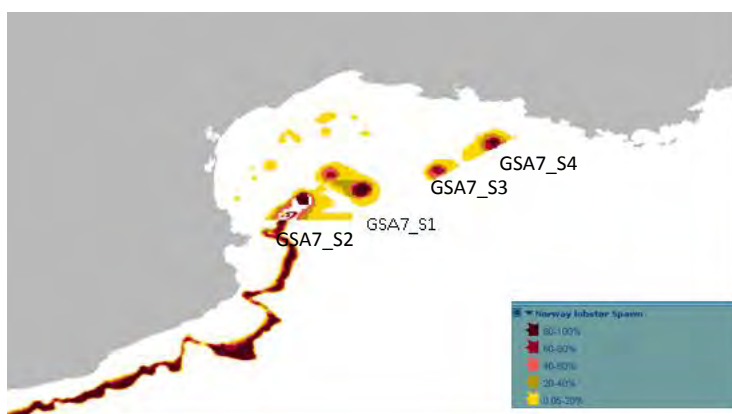 GSA7_S4
GSA7_S3
GSA7_S1
GSA7_S2
Norway lobster Spawn
80-100%
60-80%
40-60%
20-40%
0.05-20%